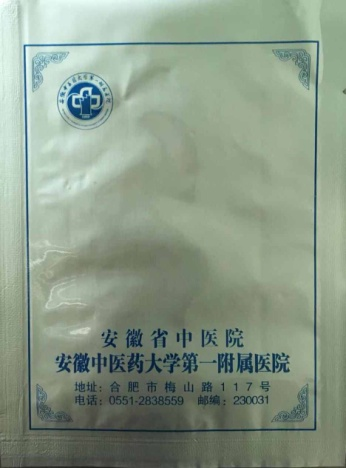 安徽省中医院
安徽中医药大学第一附属医院
地址:合肥市梅山路117号
电话:0551-2838559 邮编:230031